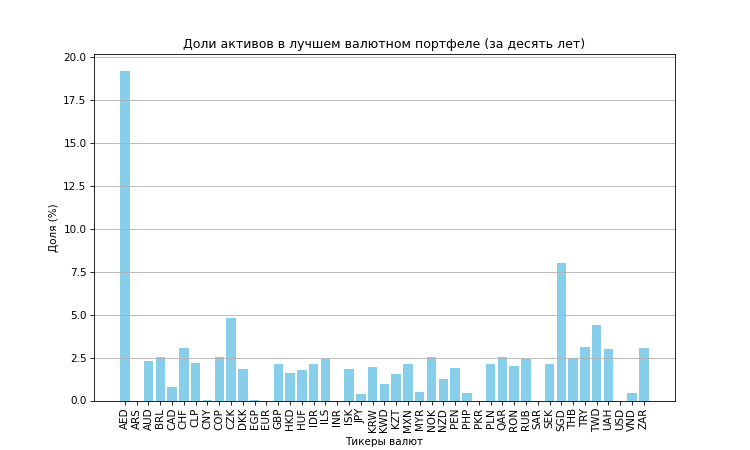 Доли активов в лучшем валютном портфеле (за десять лет)
Доля (%)
20.0
17.5
15.0
12.5
10.0
7.5
5.0
2.5
0.0
AED ARS AUD BRL CAD CHF CLP CNY COP CZK DKK EGP EUR GBP HKD HUF IDR ILS INR ISK JPY KRW KWD KZT MXN MYR NOK NZD PEN PHP PKR PLN QAR RON RUB SAR SEK SGD THB TRY TWD UAH USD VND ZAR
Тикеры валют